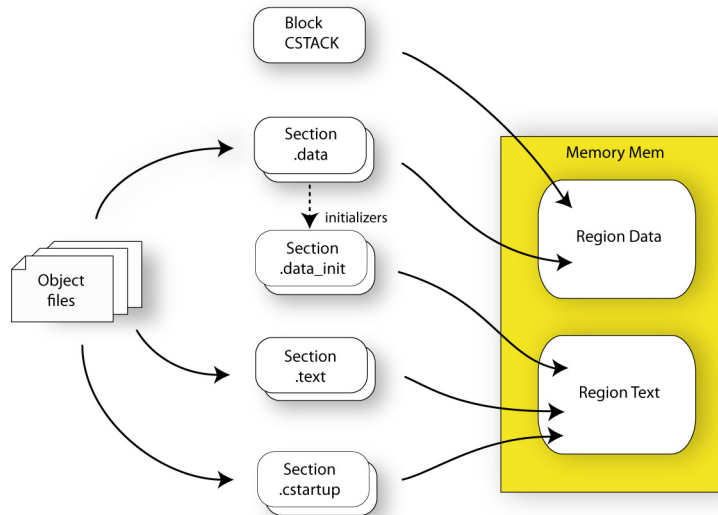 Block
CSTACK
Section
.data
initializers
Section
.data_init
Object
files
Section
.text
Section
.cstartup
Memory Mem
Region Data
Region Text